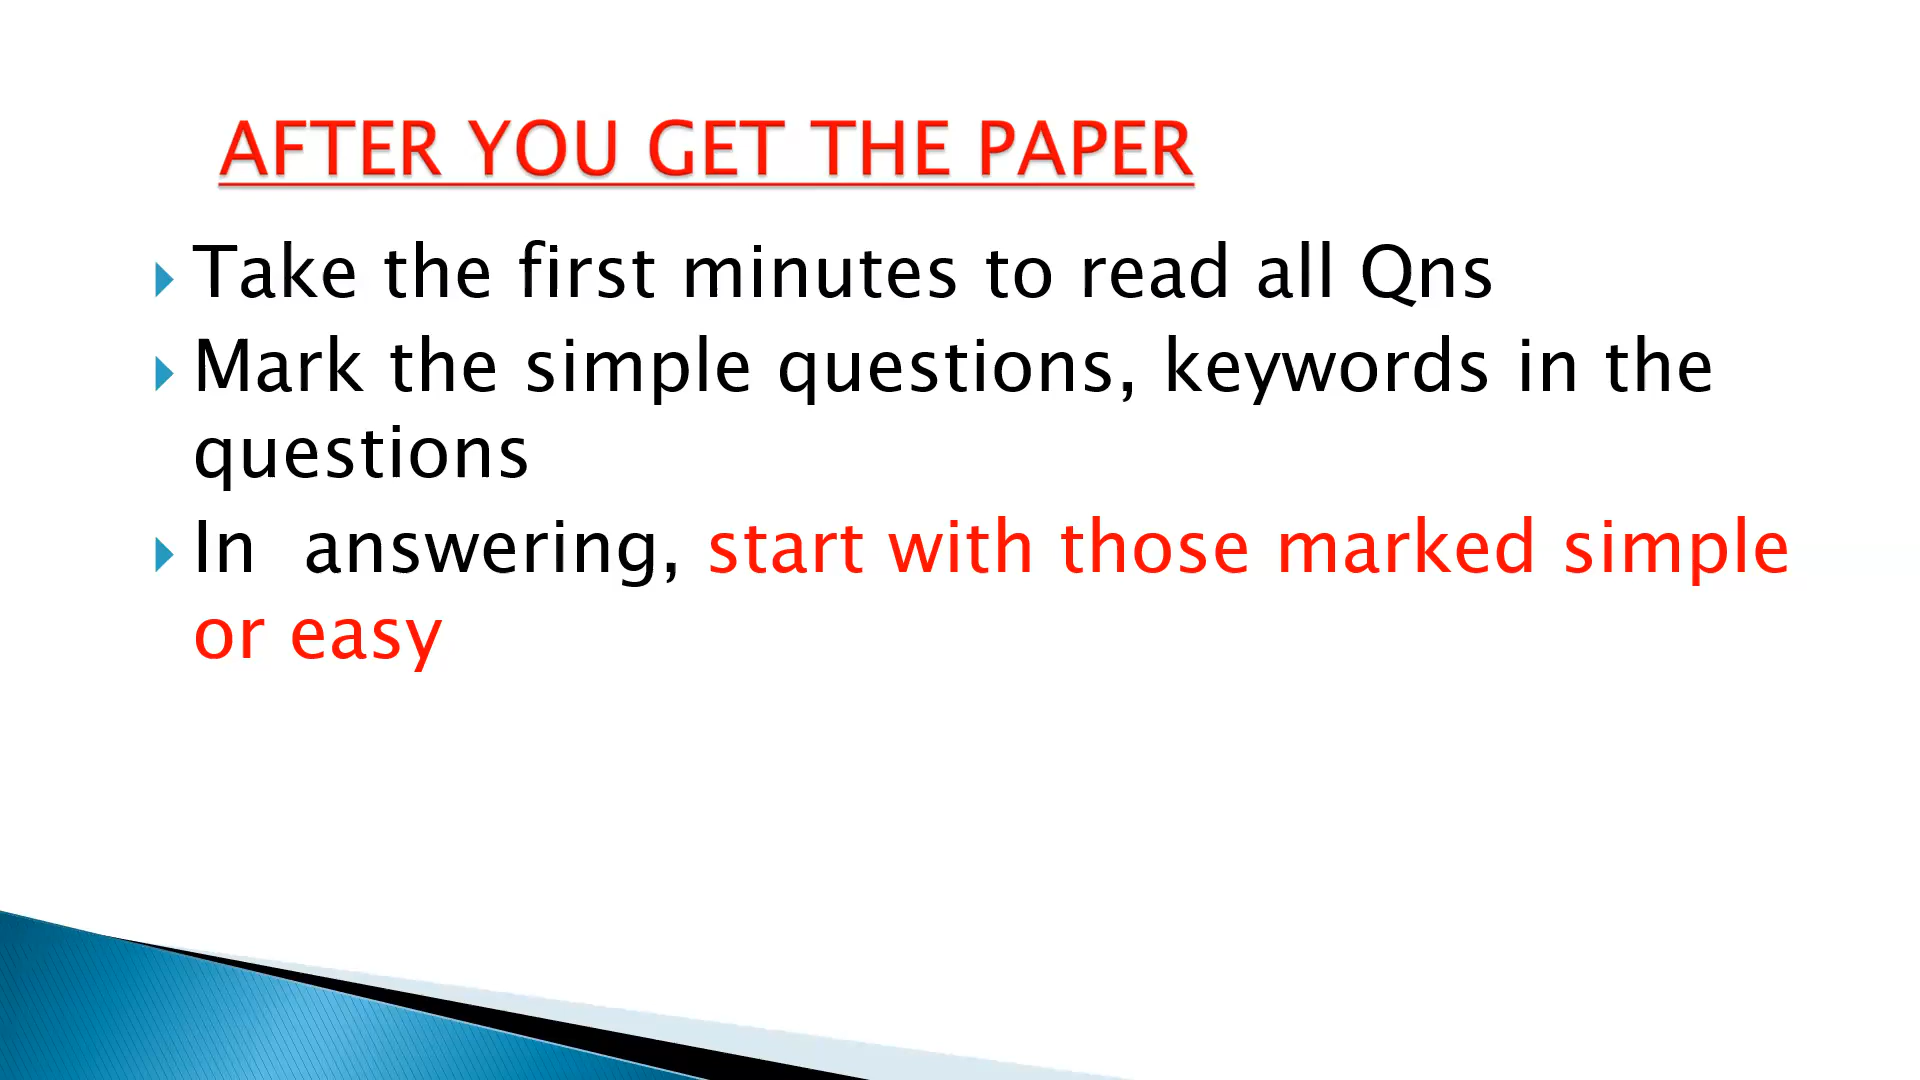 AFTER YOU GET THE PAPER
Take the first minutes to read all Qns
Mark the simple questions, keywords in the
questions
In  answering, start with those marked simple
or easy